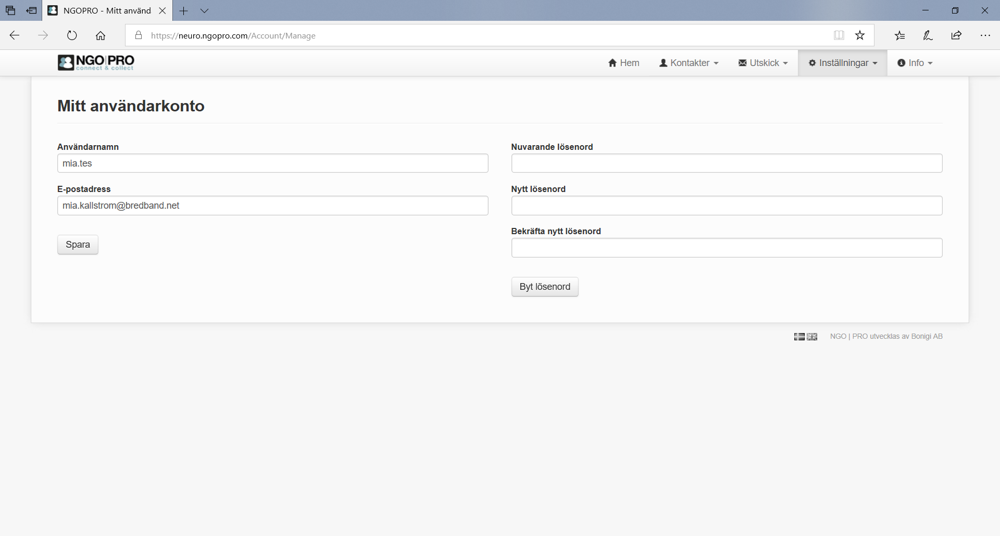 NGOPRO - Mitt använd
https://neuro.ngopro.com/Account/Manage
NGO|PRO
connect & collect
Hem
Kontakter
Utskick
Inställningar
Info
Mitt användarkonto
Användarnamn
mia.tes
E-postadress
mia.kallstrom@bredband.net
Spara
Nuvarande lösenord
Nytt lösenord
Bekräfta nytt lösenord
Byt lösenord
NGO | PRO utvecklas av Bonigi AB